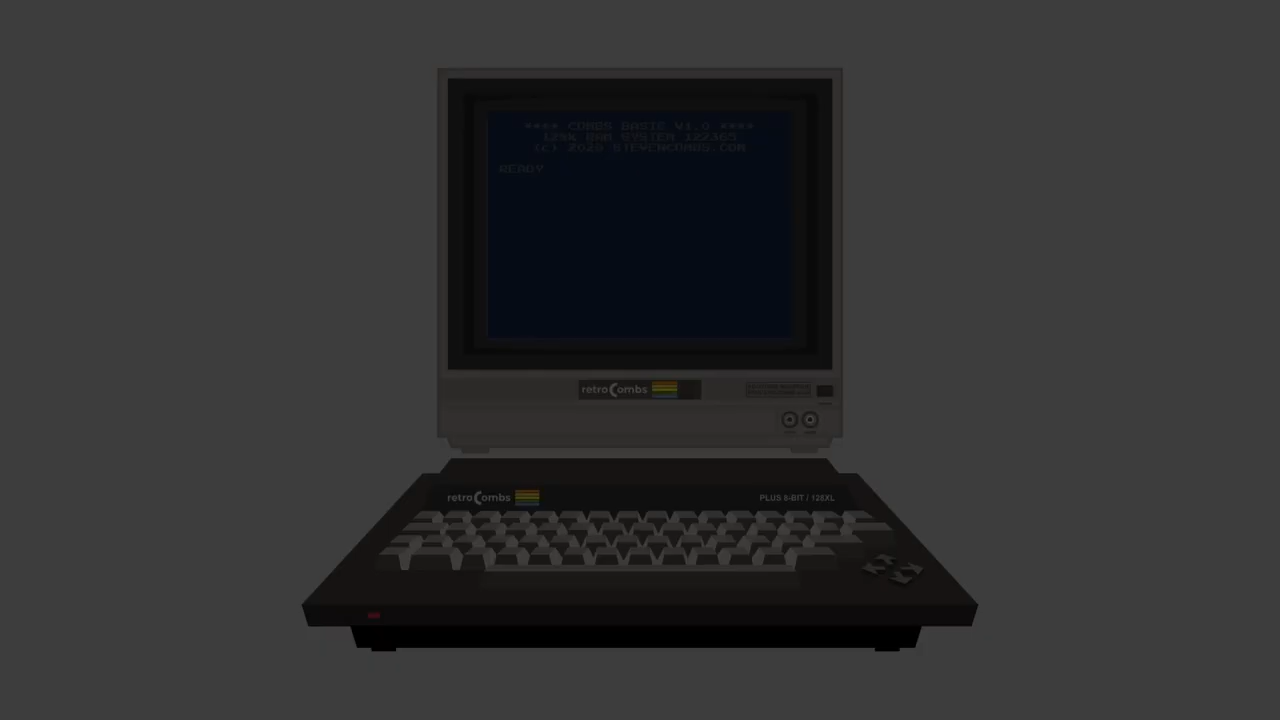 **** COMBS BASIC V1.0 ****
128K RAM SYSTEM 122365
(c) 2020 STEVENCOMBS.COM
READY
retroCombs
retroCombs
PLUS 8-BIT / 128XL